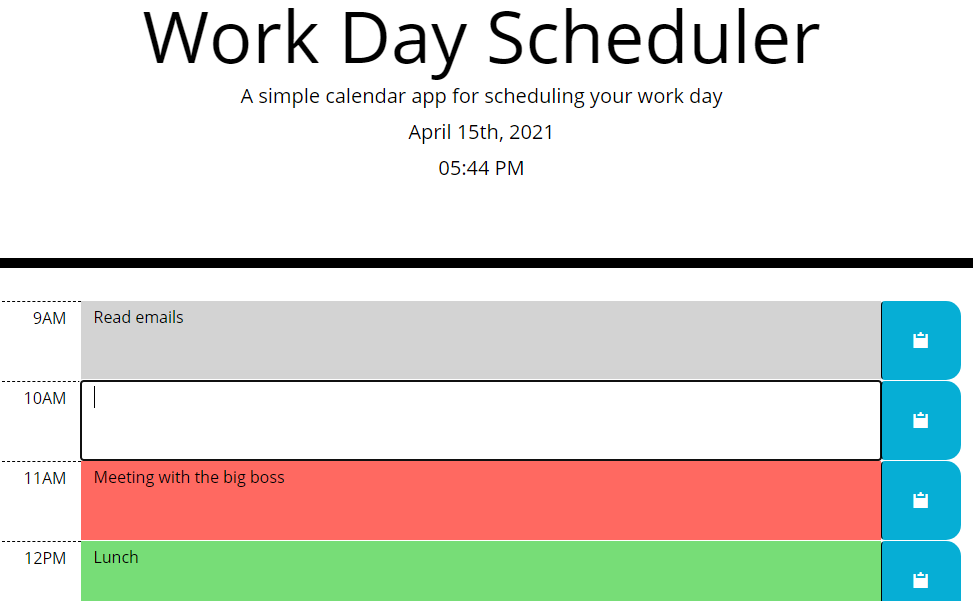 Work Day Scheduler
A simple calendar app for scheduling your work day
April 15th, 2021
05:44 PM
9AM
Read emails
10AM
11AM
Meeting with the big boss
12PM
Lunch